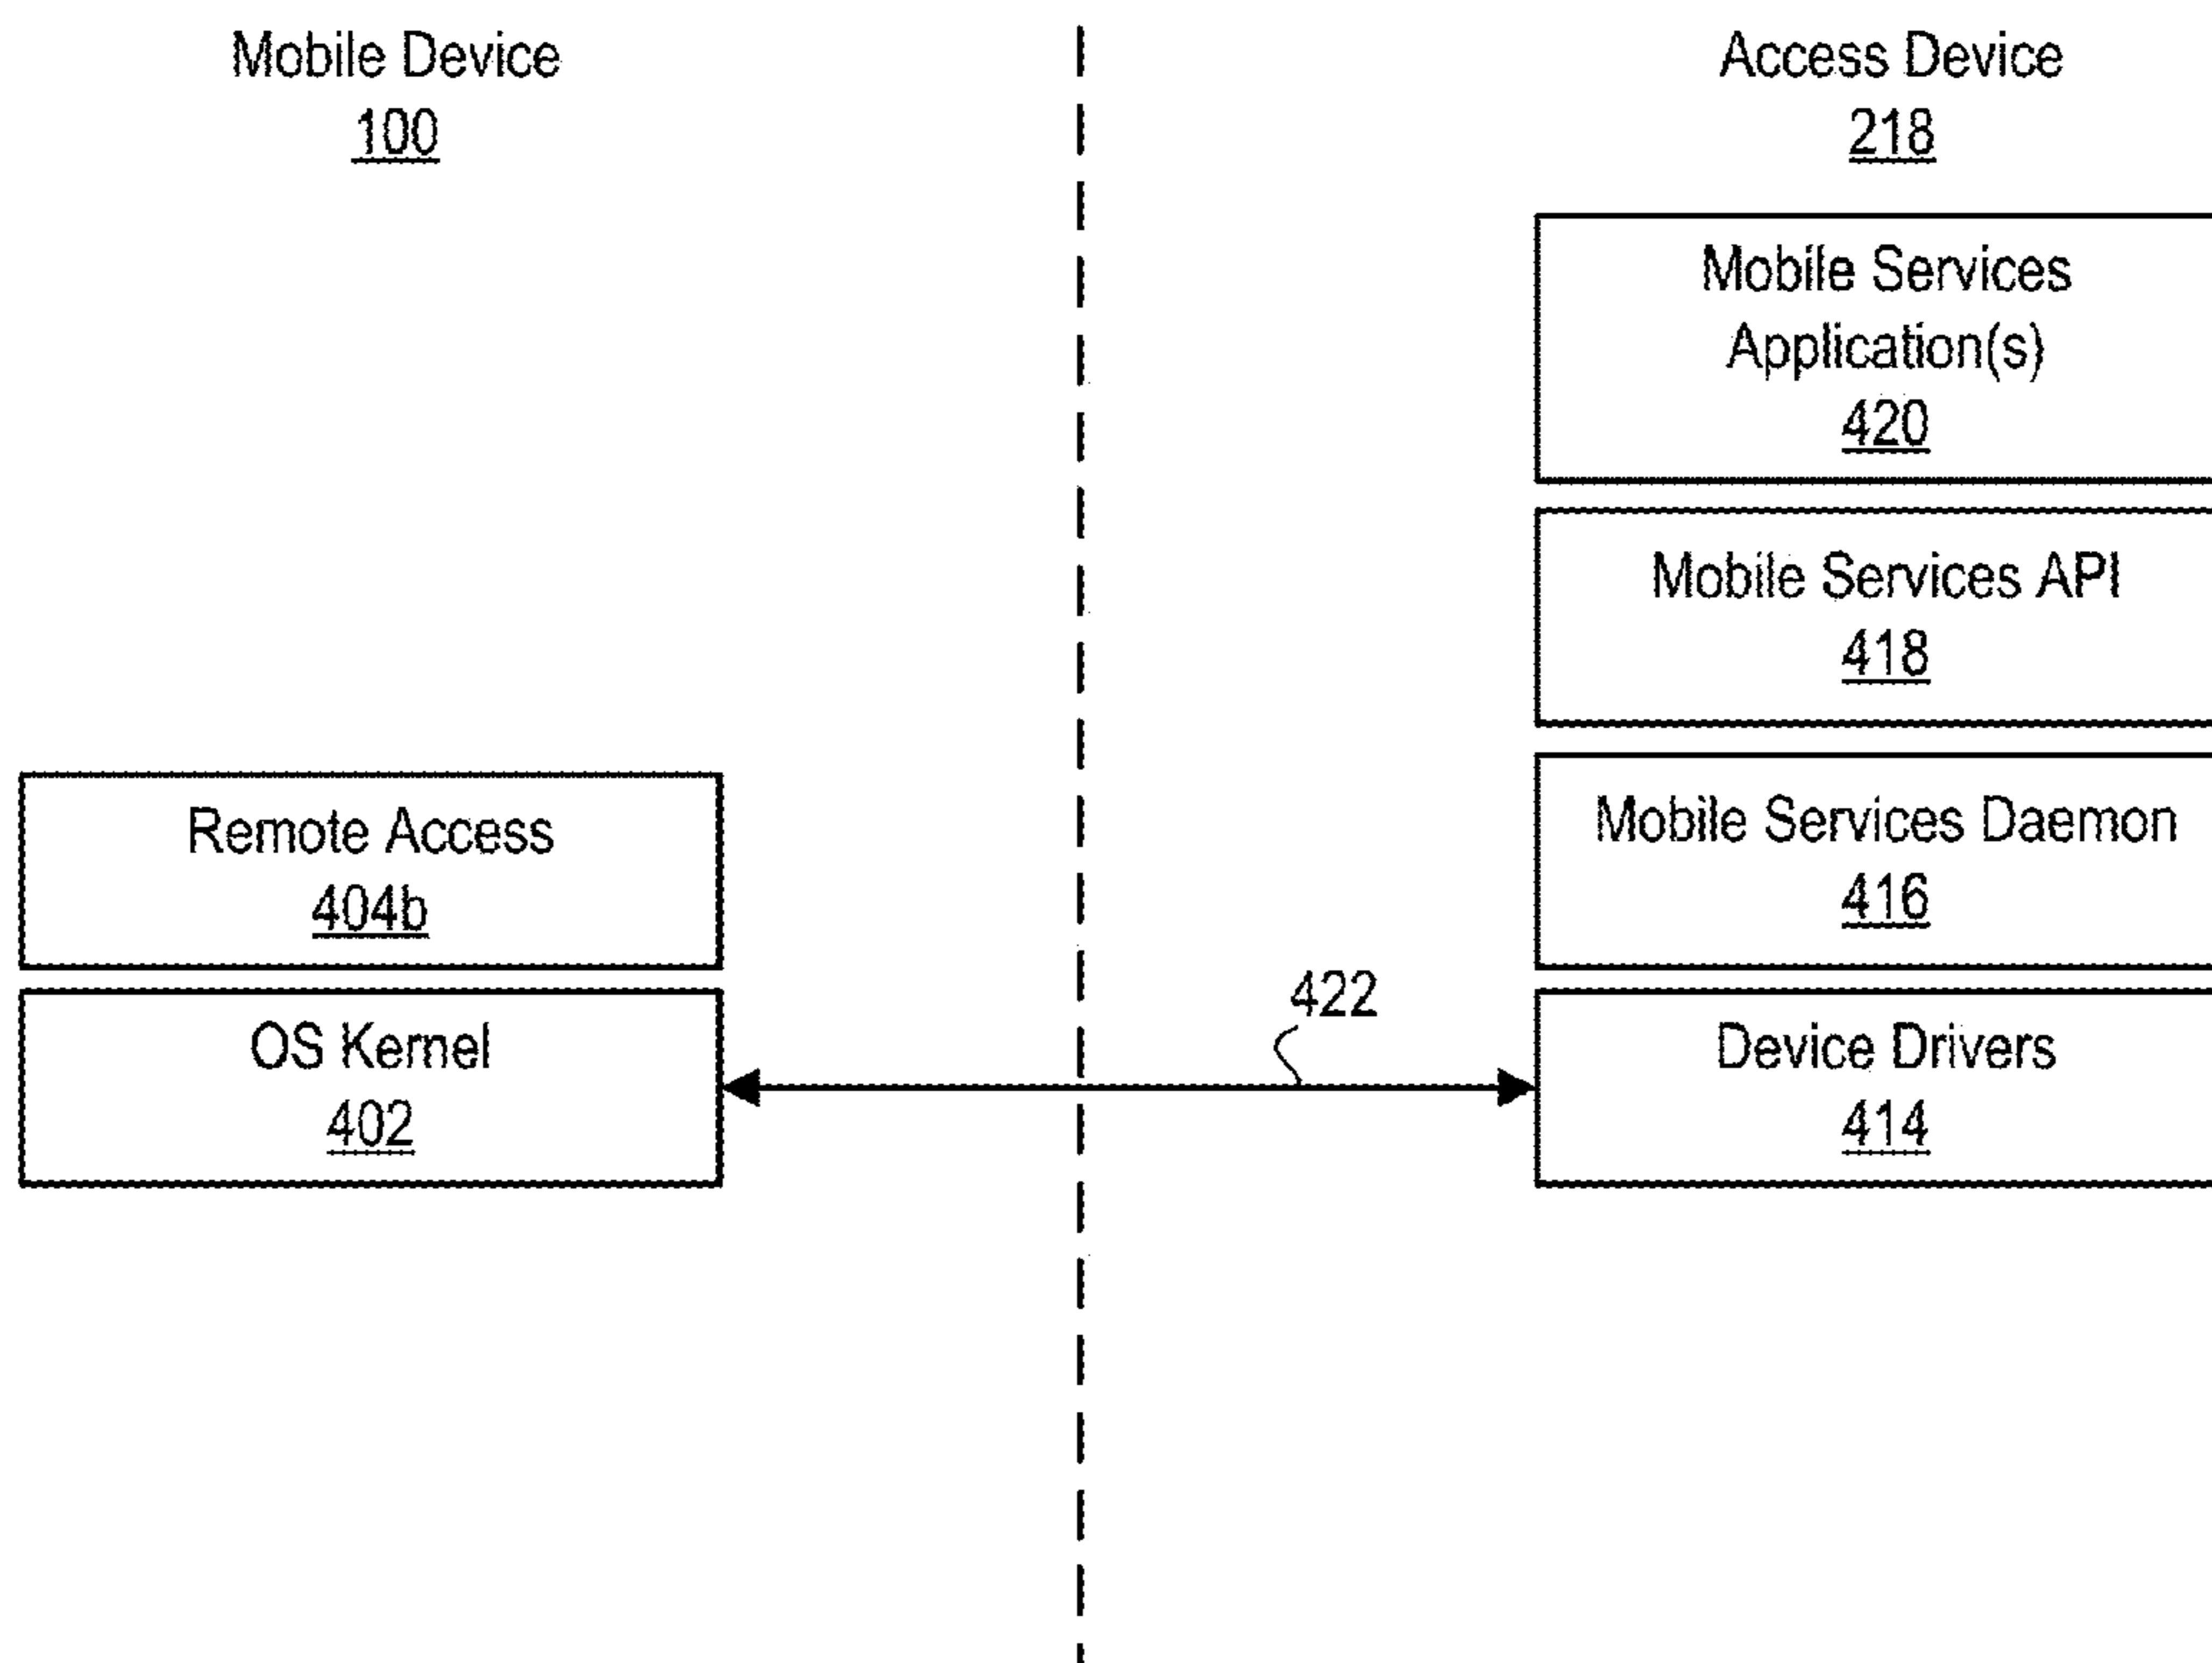 Mobile Device
100
Access Device
218
Mobile Services
Application(s)
420
Mobile Services API
418
Mobile Services Daemon
416
Remote Access
404b
422
OS Kernel
402
Device Drivers
414